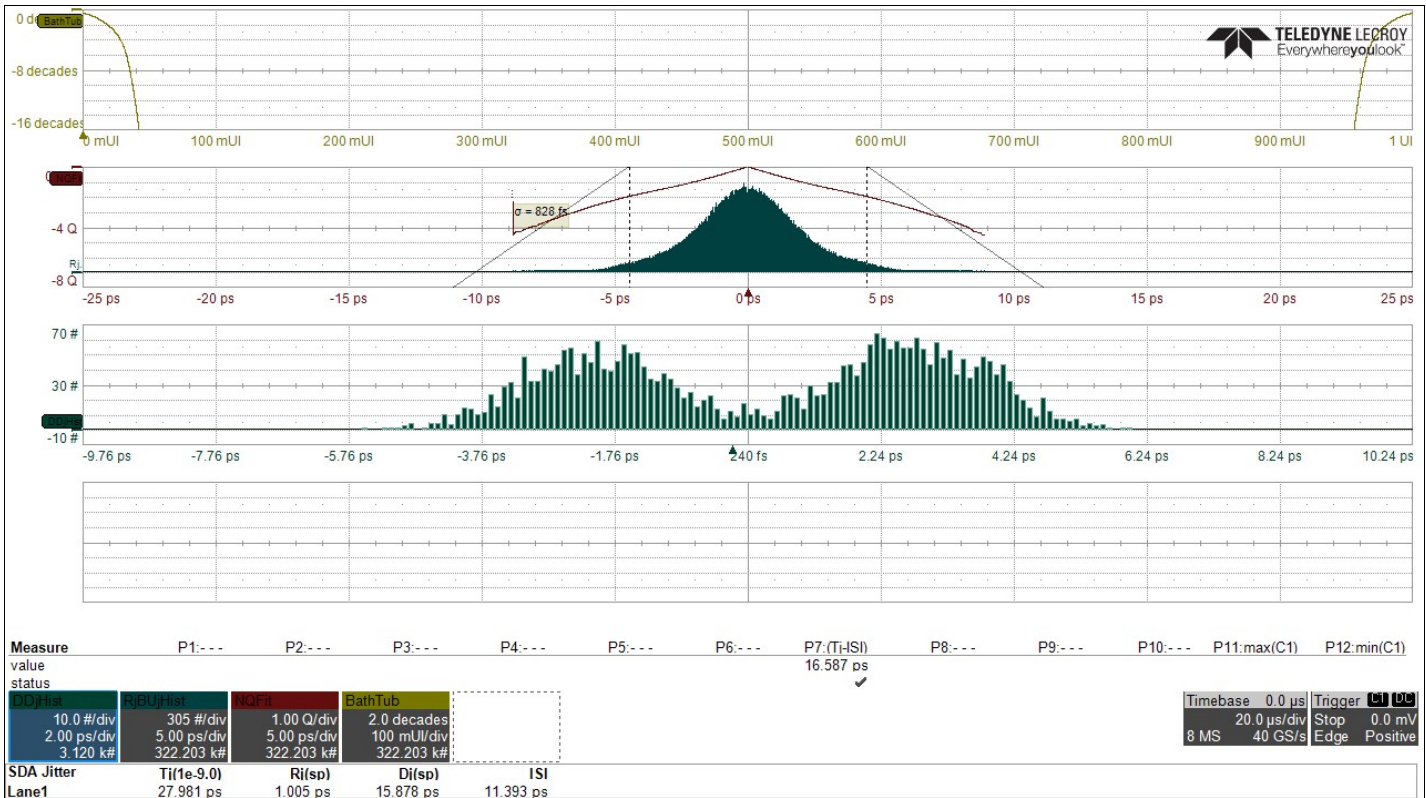 0 de BathTub
TELEDYNE LECROY
Everywhereyoulook™
-8 decades
-16 decades
0 mUI 100 mUI 200 mUI 300 mUI 400 mUI 500 mUI 600 mUI 700 mUI 800 mUI 900 mUI 1 UI
NQFit
σ = 828 fs
-4 Q
Rj
-8 Q
-25 ps -20 ps -15 ps -10 ps -5 ps 0 ps 5 ps 10 ps 15 ps 20 ps 25 ps
70 #
30 #
DDjHis
-10 #
-9.76 ps -7.76 ps -5.76 ps -3.76 ps -1.76 ps 240 fs 2.24 ps 4.24 ps 6.24 ps 8.24 ps 10.24 ps
Measure P1:- - - P2:- - - P3:- - - P4:- - - P5:- - - P6:- - - P7:(Tj-ISI) P8:- - - P9:- - - P10:- - - P11:max(C1) P12:min(C1)
value 16.587 ps
status ✓
DDjHist RjBUjHist NQFit BathTub
10.0 #/div 305 #/div 1.00 Q/div 2.0 decades
2.00 ps/div 5.00 ps/div 5.00 ps/div 100 mUI/div
3.120 k# 322.203 k# 322.203 k# 322.203 k#
Timebase 0.0 µs Trigger C1 DC
20.0 µs/div Stop 0.0 mV
8 MS 40 GS/s Edge Positive
SDA Jitter Tj(1e-9.0) Rj(sp) Dj(sp) ISI
Lane1 27.981 ps 1.005 ps 15.878 ps 11.393 ps